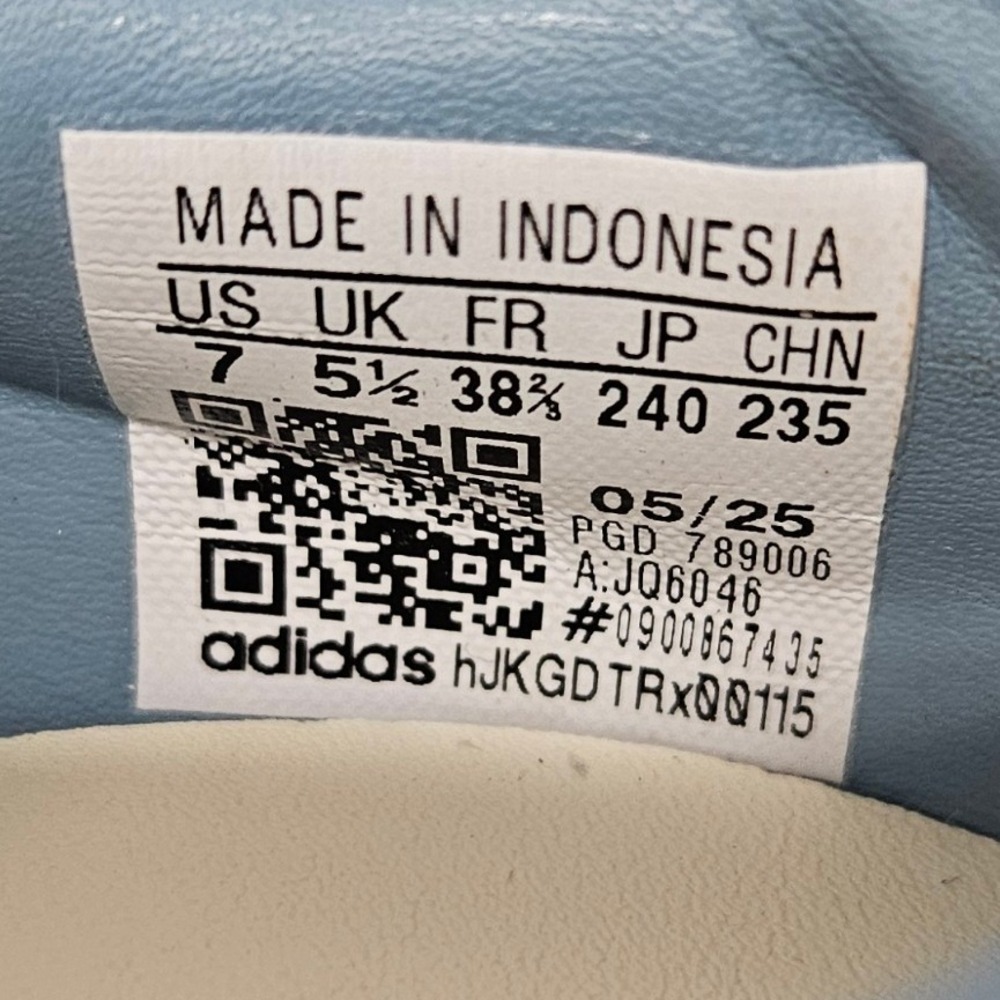 MADE IN INDONESIA
US UK FR JP CHN
7 5½ 38⅔ 240 235
05/25
PGD 789006
A:JQ6046
#0900867435
adidas hJKGDTRx00115